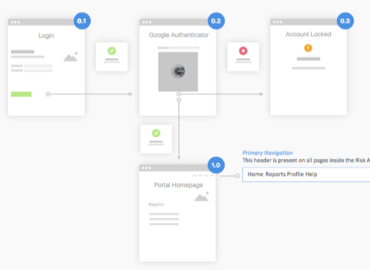 0.1
0.2
0.3
Login
Google Authenticator
Account Locked
1.0
Primary Navigation
This header is present on all pages inside the Risk A
Home Reports Profile Help
Portal Homepage
Reports